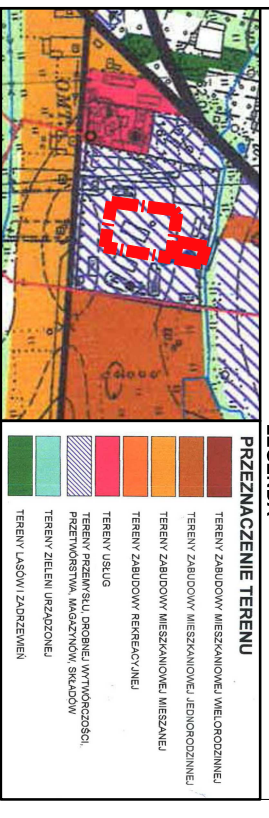 PRZEZNACZENIE TERENU
TERENY ZABUDOWY MIESZKANIOWEJ WIELORODZINNEJ
TERENY ZABUDOWY MIESZKANIOWEJ JEDNORODZINNEJ
TERENY ZABUDOWY MIESZKANIOWEJ MIESZANEJ
TERENY ZABUDOWY REKREACYJNEJ
TERENY USŁUG
TERENY PRZEMYSŁU, DROBNEJ WYTWÓRCZOŚCI,
PRZETWÓRSTWA, MAGAZYNÓW, SKŁADÓW
TERENY ZIELENI URZĄDZONEJ
TERENY LASÓW I ZADRZEWIEŃ